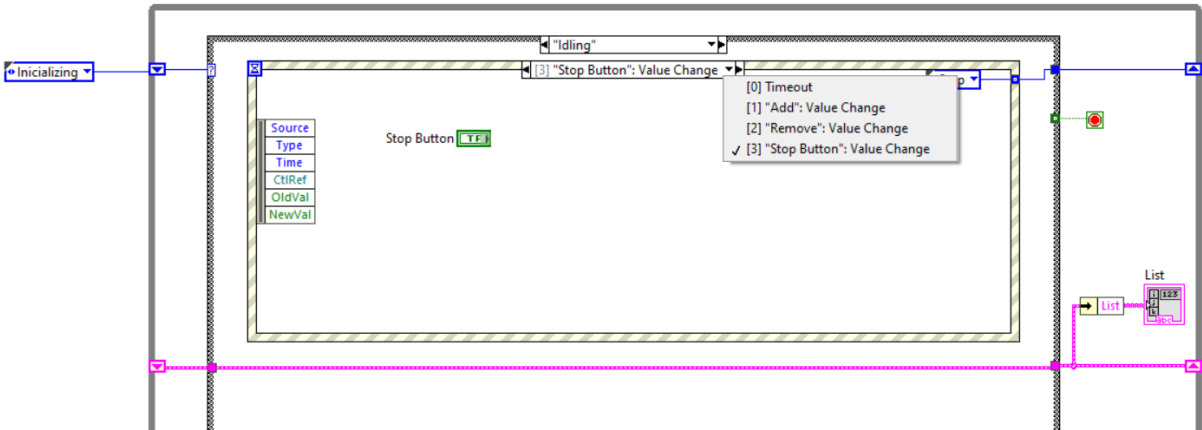 "Idling"
Inicializing
?
[3] "Stop Button": Value Change
[0] Timeout
[1] "Add": Value Change
[2] "Remove": Value Change
[3] "Stop Button": Value Change
Source
Type
Time
CtlRef
OldVal
NewVal
Stop Button
TF
List
List
123
abc